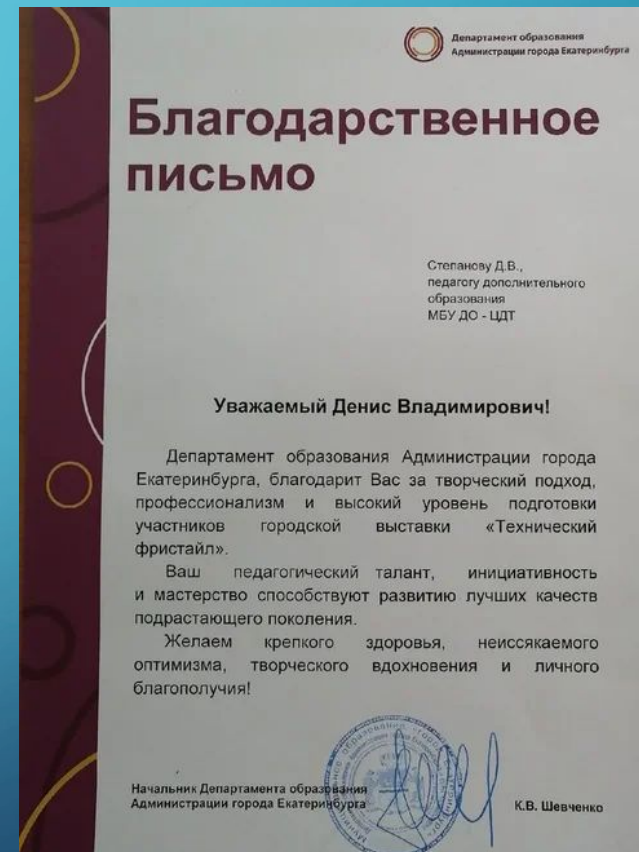 Департамент образования
Администрации города Екатеринбурга
Благодарственное
письмо
Степанову Д.В.,
педагогу дополнительного
образования
МБУ ДО - ЦДТ
Уважаемый Денис Владимирович!
Департамент образования Администрации города
Екатеринбурга, благодарит Вас за творческий подход,
профессионализм и высокий уровень подготовки
участников городской выставки «Технический
фристайл».
Ваш педагогический талант, инициативность
и мастерство способствуют развитию лучших качеств
подрастающего поколения.
Желаем крепкого здоровья, неиссякаемого
оптимизма, творческого вдохновения и личного
благополучия!
Начальник Департамента образования
Администрации города Екатеринбурга
К.В. Шевченко